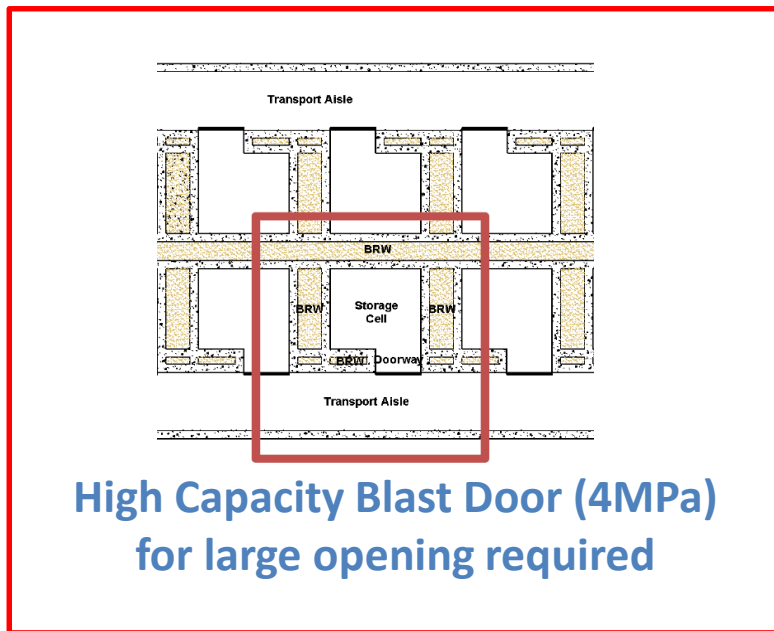 Transport Aisle
BRW
BRW
Storage
Cell
BRW
BRW
Doorway
Transport Aisle
High Capacity Blast Door (4MPa)
for large opening required